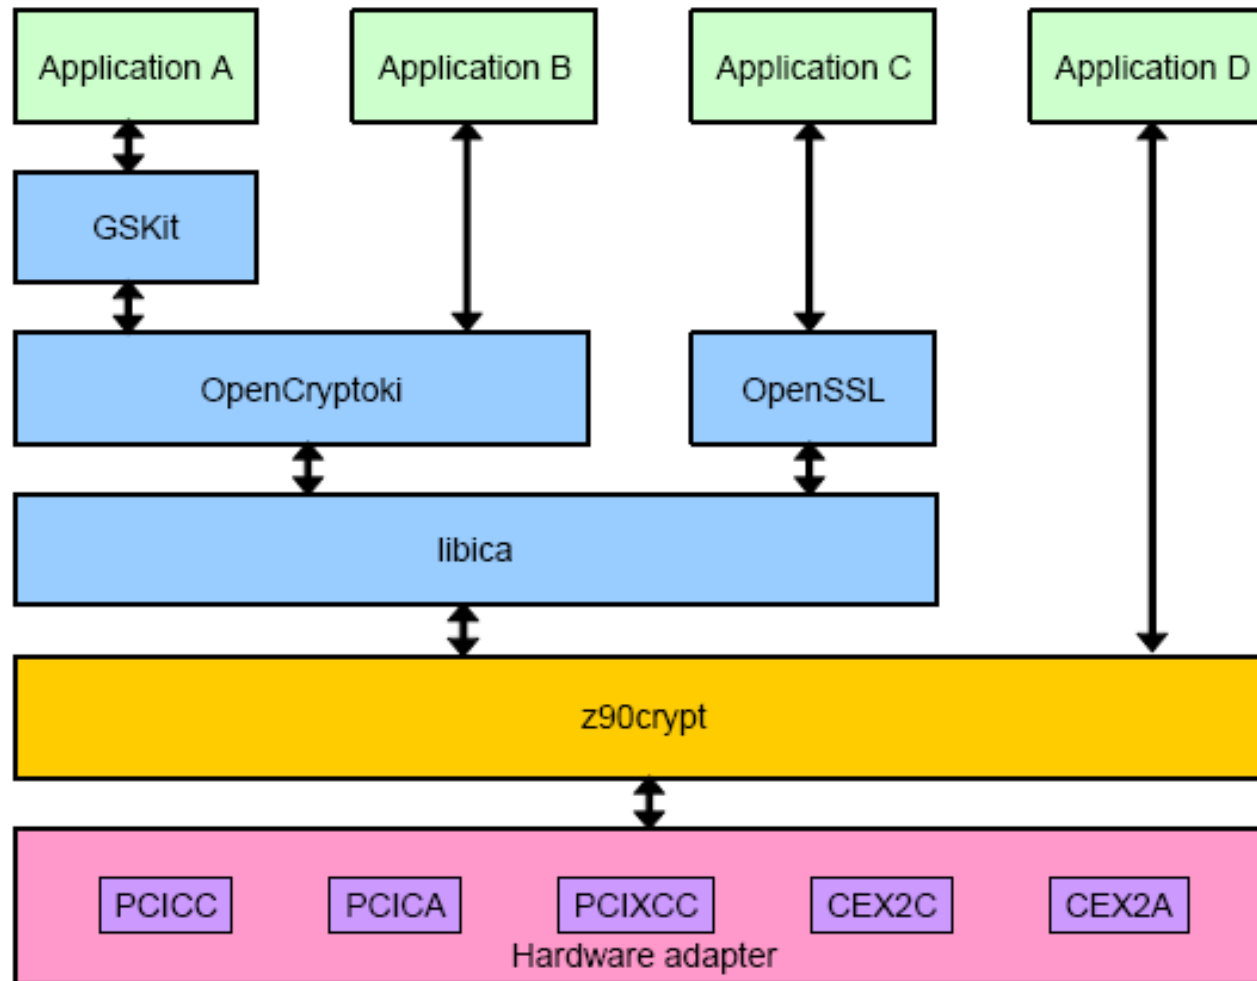 Application A
Application B
Application C
Application D
GSKit
OpenCryptoki
OpenSSL
libica
z90crypt
PCICC
PCICA
PCIXCC
CEX2C
CEX2A
Hardware adapter